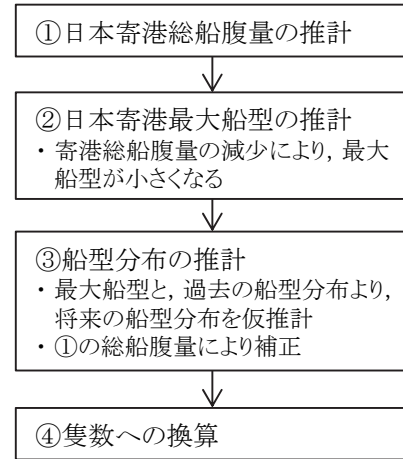 ①日本寄港総船腹量の推計
②日本寄港最大船型の推計
・ 寄港総船腹量の減少により, 最大
船型が小さくなる
③船型分布の推計
・ 最大船型と, 過去の船型分布より,
将来の船型分布を仮推計
・ ①の総船腹量により補正
④隻数への換算